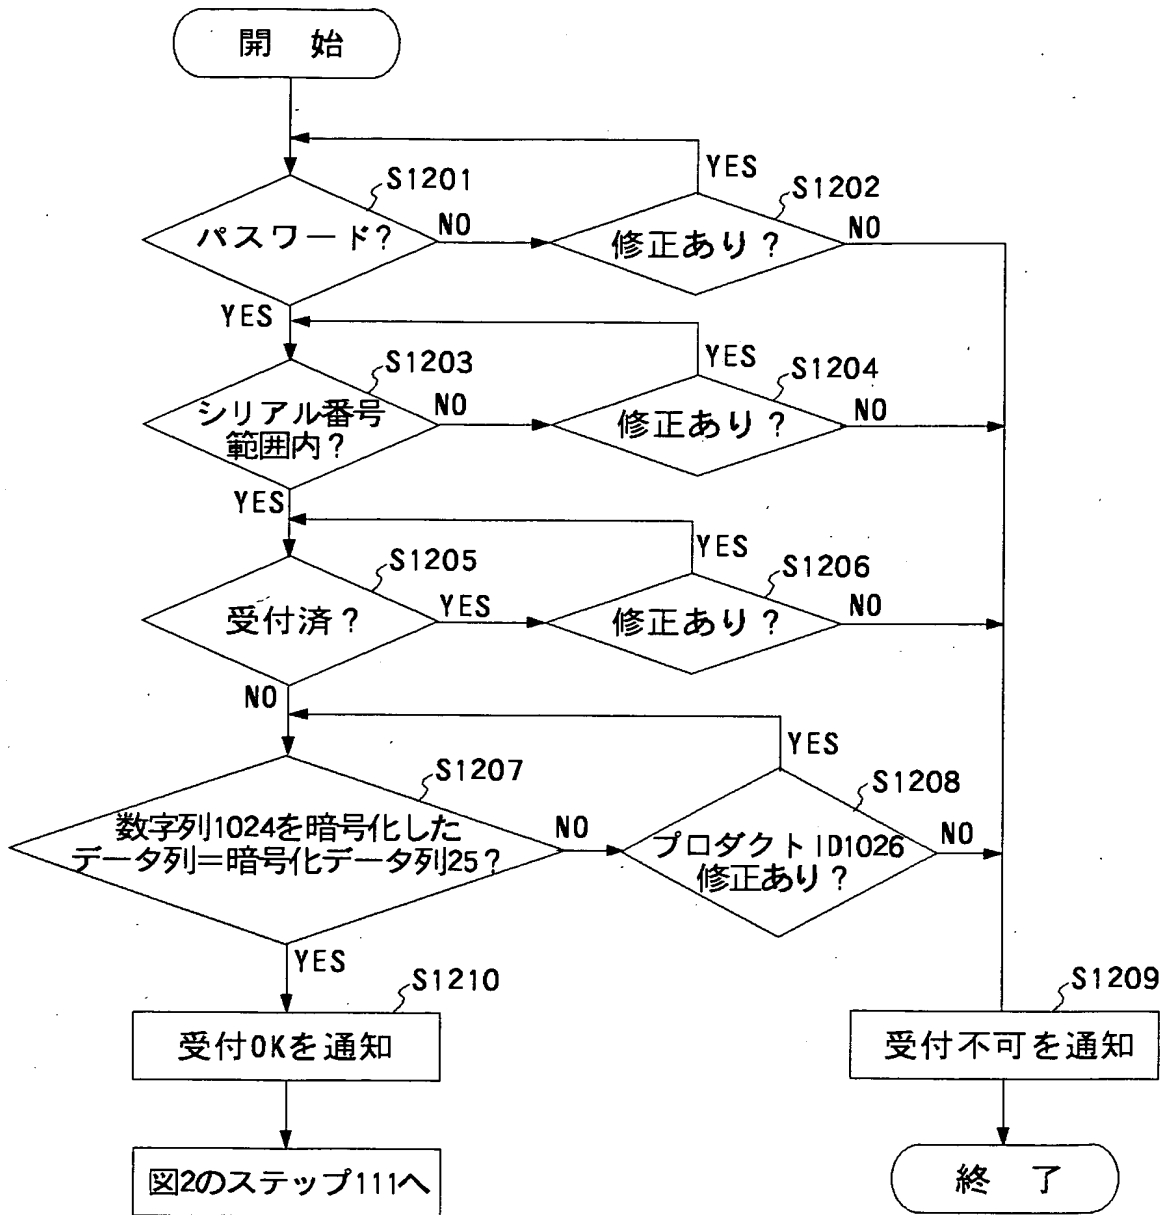 開 始
YES
S1201
S1202
パスワード?
NO
修正あり?
NO
YES
YES
S1203
S1204
シリアル番号
範囲内?
NO
修正あり?
NO
YES
YES
S1205
S1206
受付済?
YES
修正あり?
NO
NO
YES
S1207
S1208
数字列1024を暗号化した
データ列=暗号化データ列25?
NO
プロダクトID1026
修正あり?
NO
YES
S1210
S1209
受付OKを通知
受付不可を通知
図2のステップ111へ
終 了